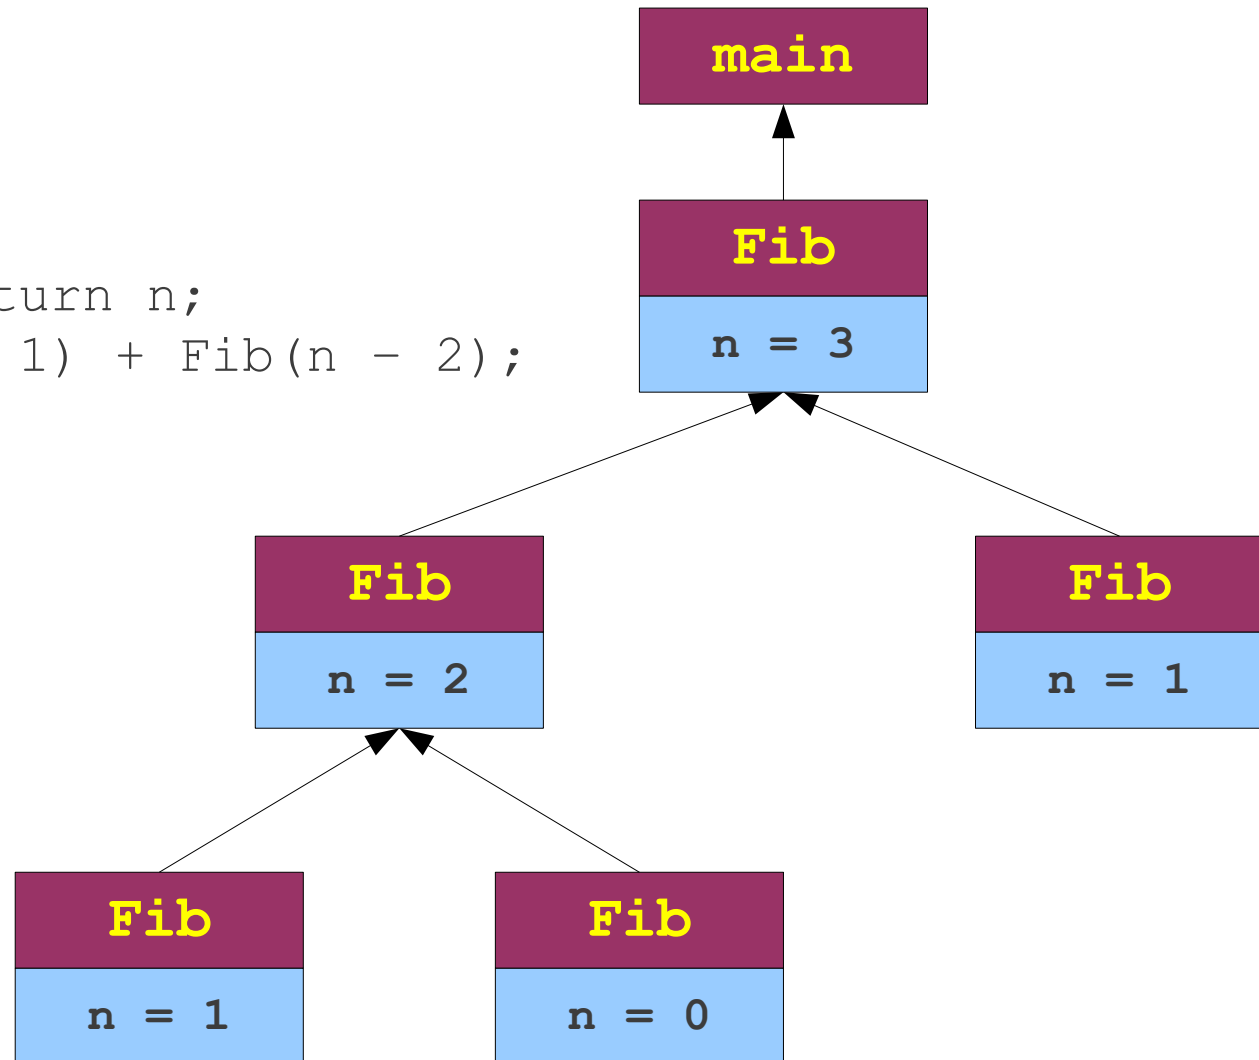 main
Fib
turn n;
1) + Fib(n - 2);
n = 3
Fib
Fib
n = 2
n = 1
Fib
Fib
n = 1
n = 0